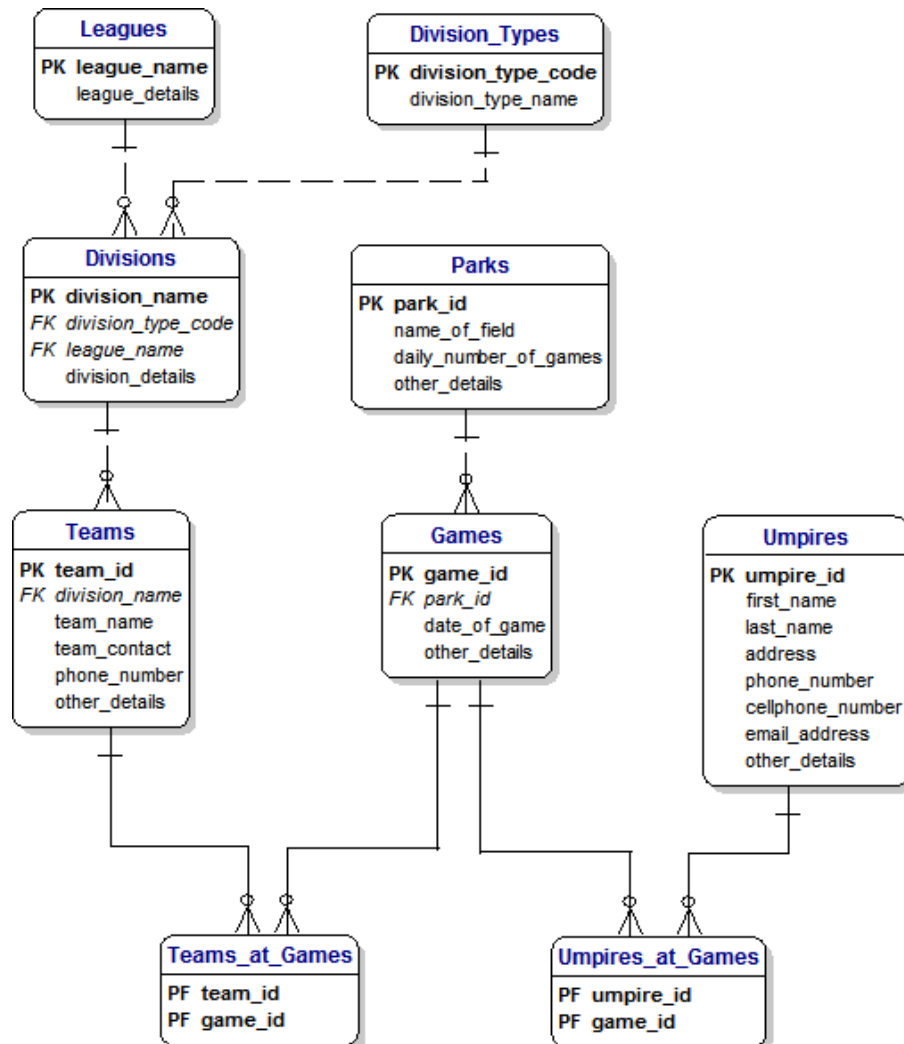 Leagues
PK league_name
league_details
Division_Types
PK division_type_code
division_type_name
Divisions
PK division_name
FK division_type_code
FK league_name
division_details
Parks
PK park_id
name_of_field
daily_number_of_games
other_details
Teams
PK team_id
FK division_name
team_name
team_contact
phone_number
other_details
Games
PK game_id
FK park_id
date_of_game
other_details
Umpires
PK umpire_id
first_name
last_name
address
phone_number
cellphone_number
email_address
other_details
Teams_at_Games
PF team_id
PF game_id
Umpires_at_Games
PF umpire_id
PF game_id